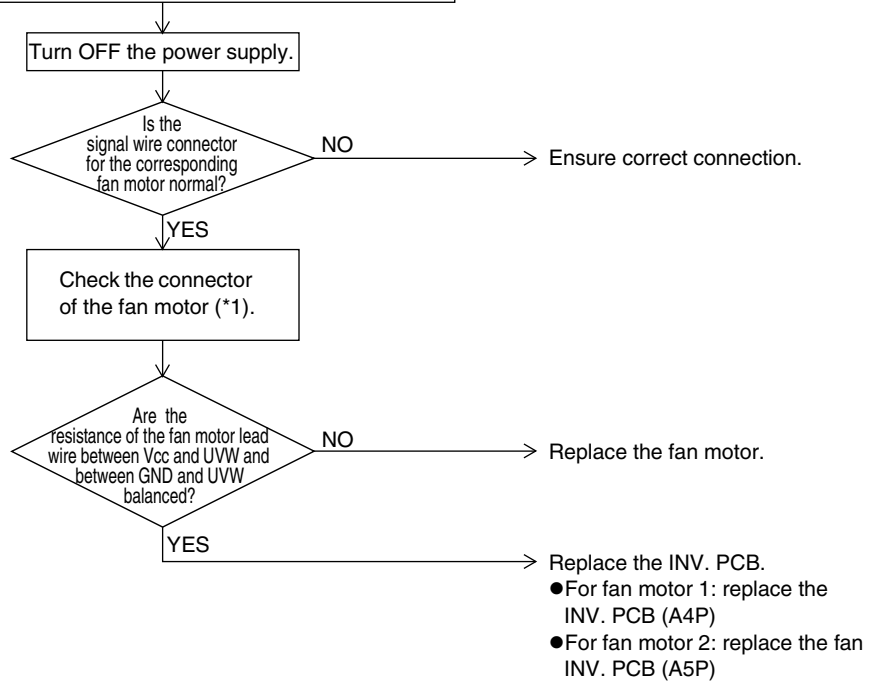 Turn OFF the power supply.
Is the
signal wire connector
for the corresponding
fan motor normal?
NO
Ensure correct connection.
YES
Check the connector
of the fan motor (*1).
Are the
resistance of the fan motor lead
wire between Vcc and UVW and
between GND and UVW
balanced?
NO
Replace the fan motor.
YES
Replace the INV. PCB.
●For fan motor 1: replace the
INV. PCB (A4P)
●For fan motor 2: replace the fan
INV. PCB (A5P)